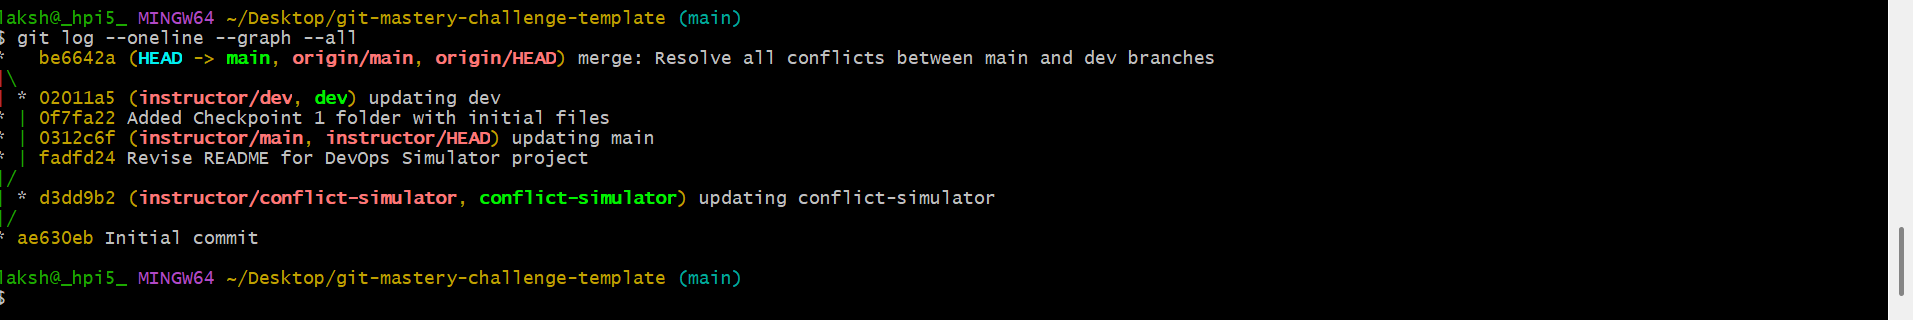 laksh@_hpi5_ MINGW64 ~/Desktop/git-mastery-challenge-template (main)
$ git log --oneline --graph --all
*   be6642a (HEAD -> main, origin/main, origin/HEAD) merge: Resolve all conflicts between main and dev branches
|\
| * 02011a5 (instructor/dev, dev) updating dev
* | 0f7fa22 Added Checkpoint 1 folder with initial files
* | 0312c6f (instructor/main, instructor/HEAD) updating main
* | fadfd24 Revise README for DevOps Simulator project
|/
| * d3dd9b2 (instructor/conflict-simulator, conflict-simulator) updating conflict-simulator
|/
* ae630eb Initial commit
laksh@_hpi5_ MINGW64 ~/Desktop/git-mastery-challenge-template (main)
$